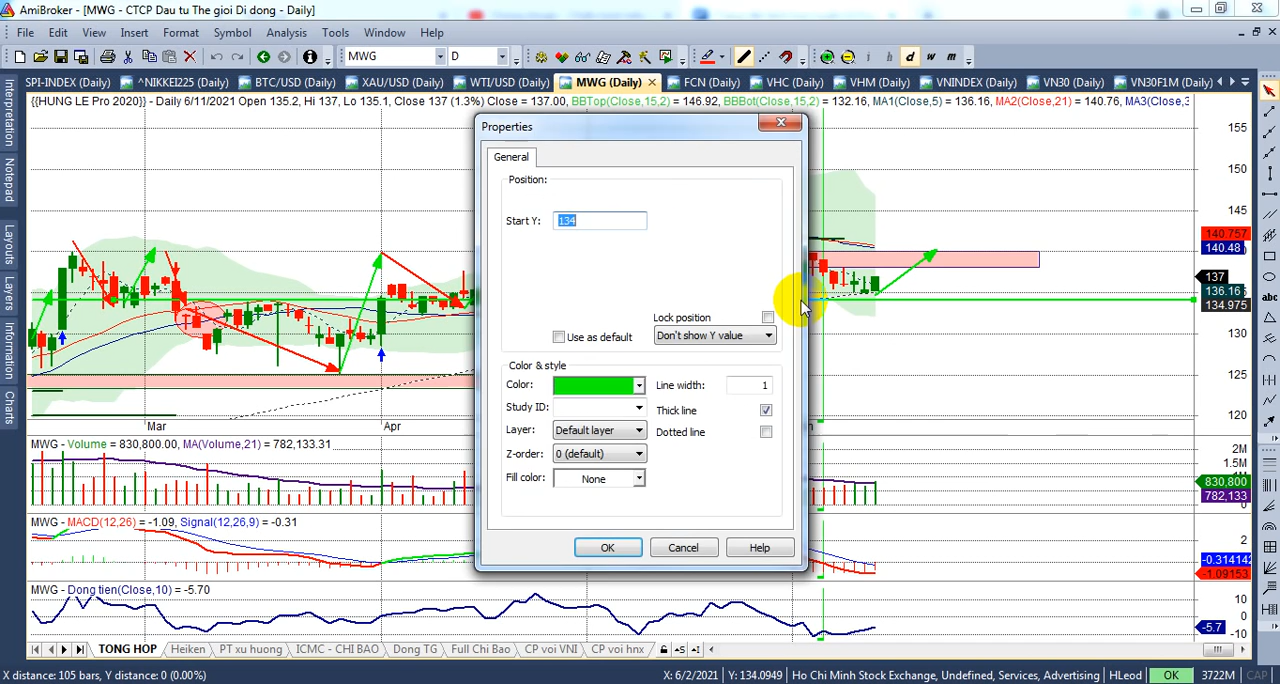 AmiBroker - [MWG - CTCP Dau tu The gioi Di dong - Daily]
File Edit View Insert Format Symbol Analysis Tools Window Help
MWG D d w m
SPI-INDEX (Daily) ^NIKKEI225 (Daily) BTC/USD (Daily) XAU/USD (Daily) WTI/USD (Daily) MWG (Daily) FCN (Daily) VHC (Daily) VHM (Daily) VNINDEX (Daily) VN30 (Daily) VN30F1M (Daily)
{{HUNG LE Pro 2020}} - Daily 6/11/2021 Open 135.2, Hi 137, Lo 135.1, Close 137 (1.3%) Close = 137.00, BBTop(Close,15,2) = 146.92, BBBot(Close,15,2) = 132.16, MA1(Close,5) = 136.16, MA2(Close,21) = 140.76, MA3(Close,3
Interpretation
Notepad
Layouts
Layers
Information
Charts
Properties
General
Position:
Start Y: 134
Lock position
Use as default Don't show Y value
Color & style
Color: Line width: 1
Study ID: Thick line
Layer: Default layer Dotted line
Z-order: 0 (default)
Fill color: None
OK Cancel Help
155
150
145
140.757
140.48
137
136.16
134.975
130
125
120
abc
Mar Apr
MWG - Volume = 830,800.00, MA(Volume,21) = 782,133.31
2M
1.5M
830,800
782,133
MWG - MACD(12,26) = -1.09, Signal(12,26,9) = -0.31
2
-0.314142
-1.09153
MWG - Dong tien(Close,10) = -5.70
10
0
-5.7
-10
TONG HOP Heiken PT xu huong ICMC - CHI BAO Dong TG Full Chi Bao CP voi VNI CP voi hnx
X distance: 105 bars, Y distance: 0 (0.00%) X: 6/2/2021 Y: 134.0949 Ho Chi Minh Stock Exchange, Undefined, Services, Advertising HLeod OK 3722M CAP